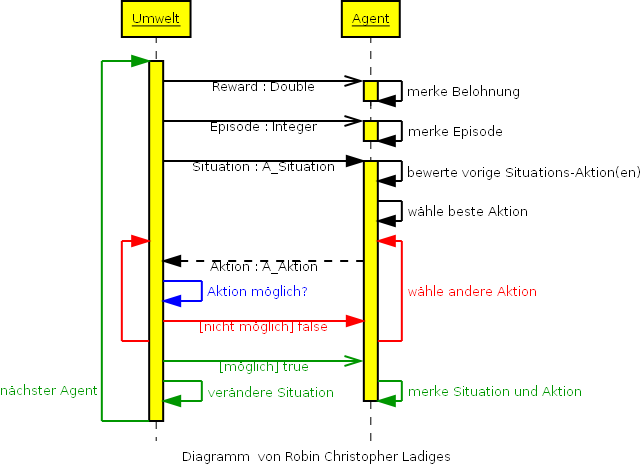 Umwelt
Agent
Reward : Double
merke Belohnung
Episode : Integer
merke Episode
Situation : A_Situation
bewerte vorige Situations-Aktion(en)
wähle beste Aktion
Aktion : A_Aktion
Aktion möglich?
wähle andere Aktion
[nicht möglich] false
[möglich] true
nächster Agent
verändere Situation
merke Situation und Aktion
Diagramm von Robin Christopher Ladiges